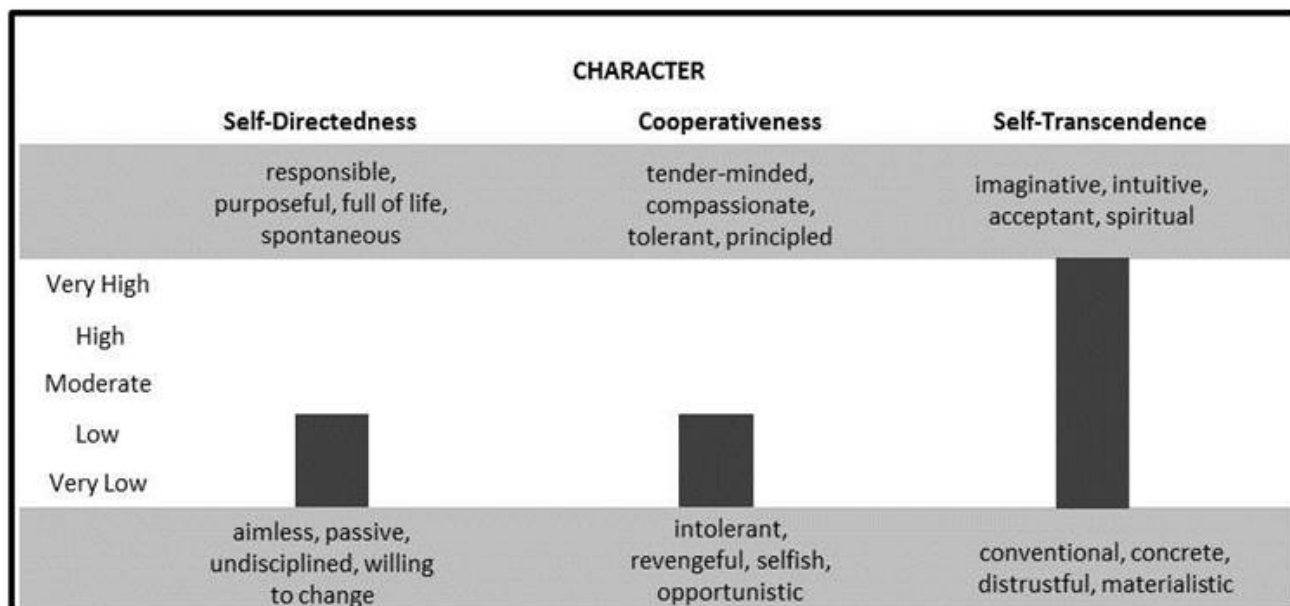 CHARACTER
Self-Directedness Cooperativeness Self-Transcendence
responsible,
purposeful, full of life,
spontaneous
tender-minded,
compassionate,
tolerant, principled
imaginative, intuitive,
acceptant, spiritual
Very High
High
Moderate
Low
Very Low
aimless, passive,
undisciplined, willing
to change
intolerant,
revengeful, selfish,
opportunistic
conventional, concrete,
distrustful, materialistic